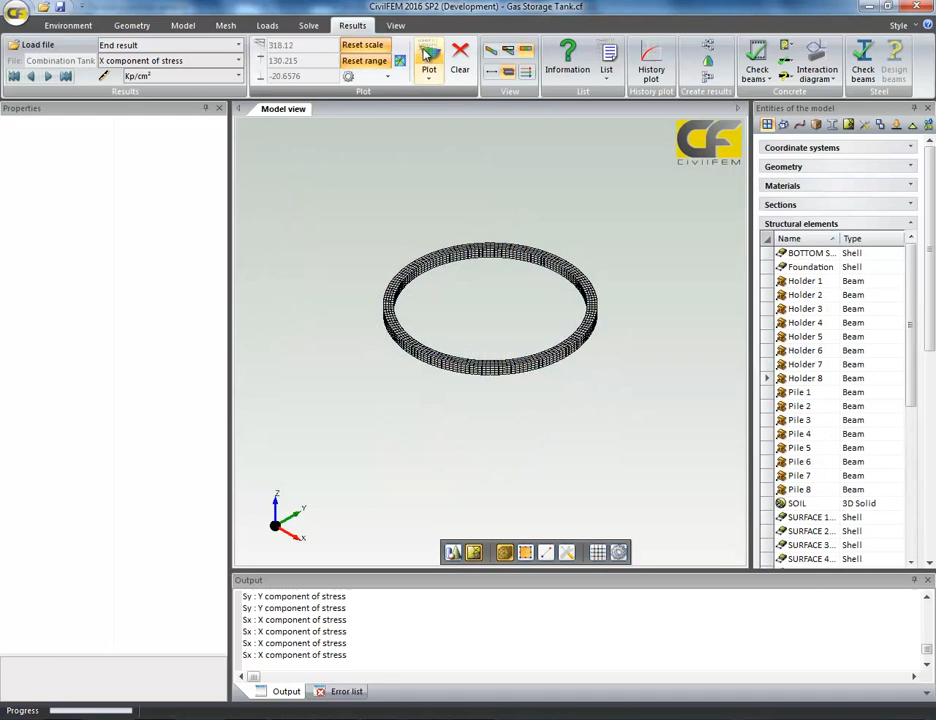 CivilFEM 2016 SP2 (Development) - Gas Storage Tank.cf
Environment Geometry Model Mesh Loads Solve Results View Style
Load file End result
File: Combination Tank X component of stress
Kp/cm²
Results
318.12 Reset scale
130.215 Reset range
-20.6576
Plot
Plot Clear
View
Information List
List
History plot
History plot
Create results
Check beams Interaction diagram
Concrete
Check beams Design beams
Steel
Properties
Model view
CIVILFEM
Z
Y
X
Entities of the model
Coordinate systems
Geometry
Materials
Sections
Structural elements
Name Type
BOTTOM S... Shell
Foundation Shell
Holder 1 Beam
Holder 2 Beam
Holder 3 Beam
Holder 4 Beam
Holder 5 Beam
Holder 6 Beam
Holder 7 Beam
Holder 8 Beam
Pile 1 Beam
Pile 2 Beam
Pile 3 Beam
Pile 4 Beam
Pile 5 Beam
Pile 6 Beam
Pile 7 Beam
Pile 8 Beam
SOIL 3D Solid
SURFACE 1... Shell
SURFACE 2... Shell
SURFACE 3... Shell
SURFACE 4... Shell
Output
Sy : Y component of stress
Sy : Y component of stress
Sx : X component of stress
Sx : X component of stress
Sx : X component of stress
Sx : X component of stress
Output Error list
Progress